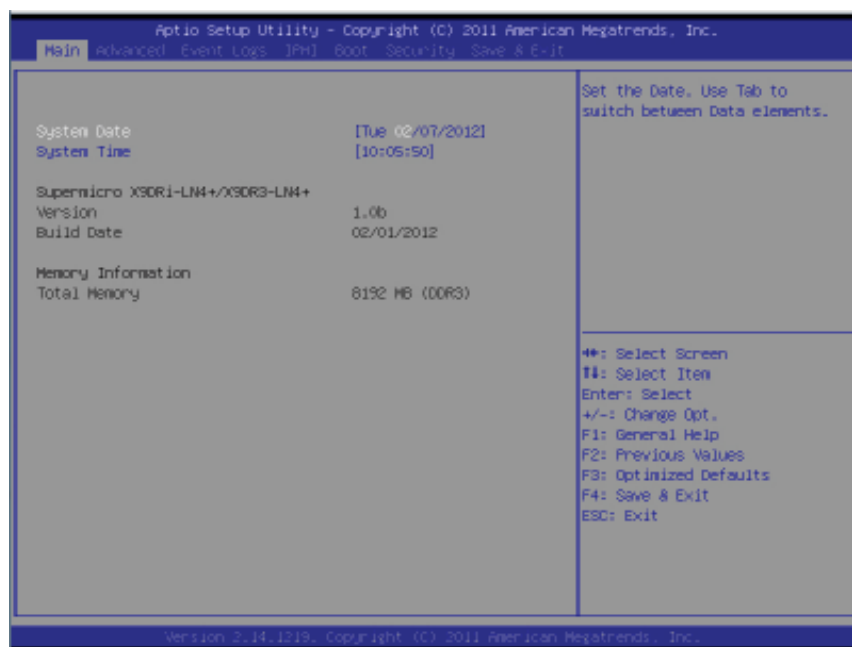 Aptio Setup Utility - Copyright (C) 2011 American Megatrends, Inc.
Main Advanced Event Logs IPMI Boot Security Save & Exit
Set the Date. Use Tab to
switch between Data elements.
System Date [Tue 02/07/2012]
System Time [10:05:50]
Supermicro X9DRi-LN4+/X9DR3-LN4+
Version 1.0b
Build Date 02/01/2012
Memory Information
Total Memory 8192 MB (DDR3)
→←: Select Screen
↑↓: Select Item
Enter: Select
+/-: Change Opt.
F1: General Help
F2: Previous Values
F3: Optimized Defaults
F4: Save & Exit
ESC: Exit
Version 2.14.1219. Copyright (C) 2011 American Megatrends, Inc.